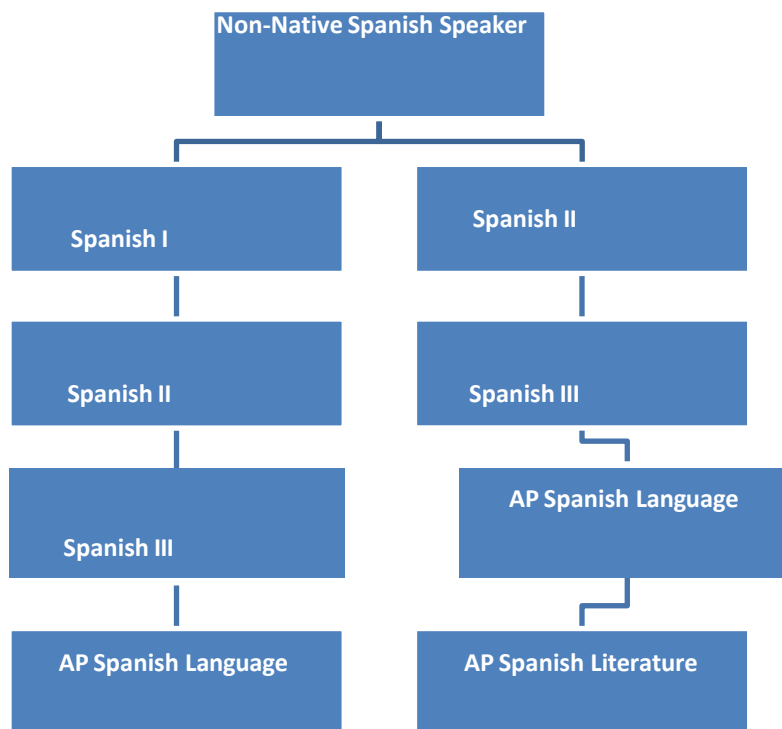 Non-Native Spanish Speaker
Spanish I
Spanish II
Spanish II
Spanish III
Spanish III
AP Spanish Language
AP Spanish Language
AP Spanish Literature